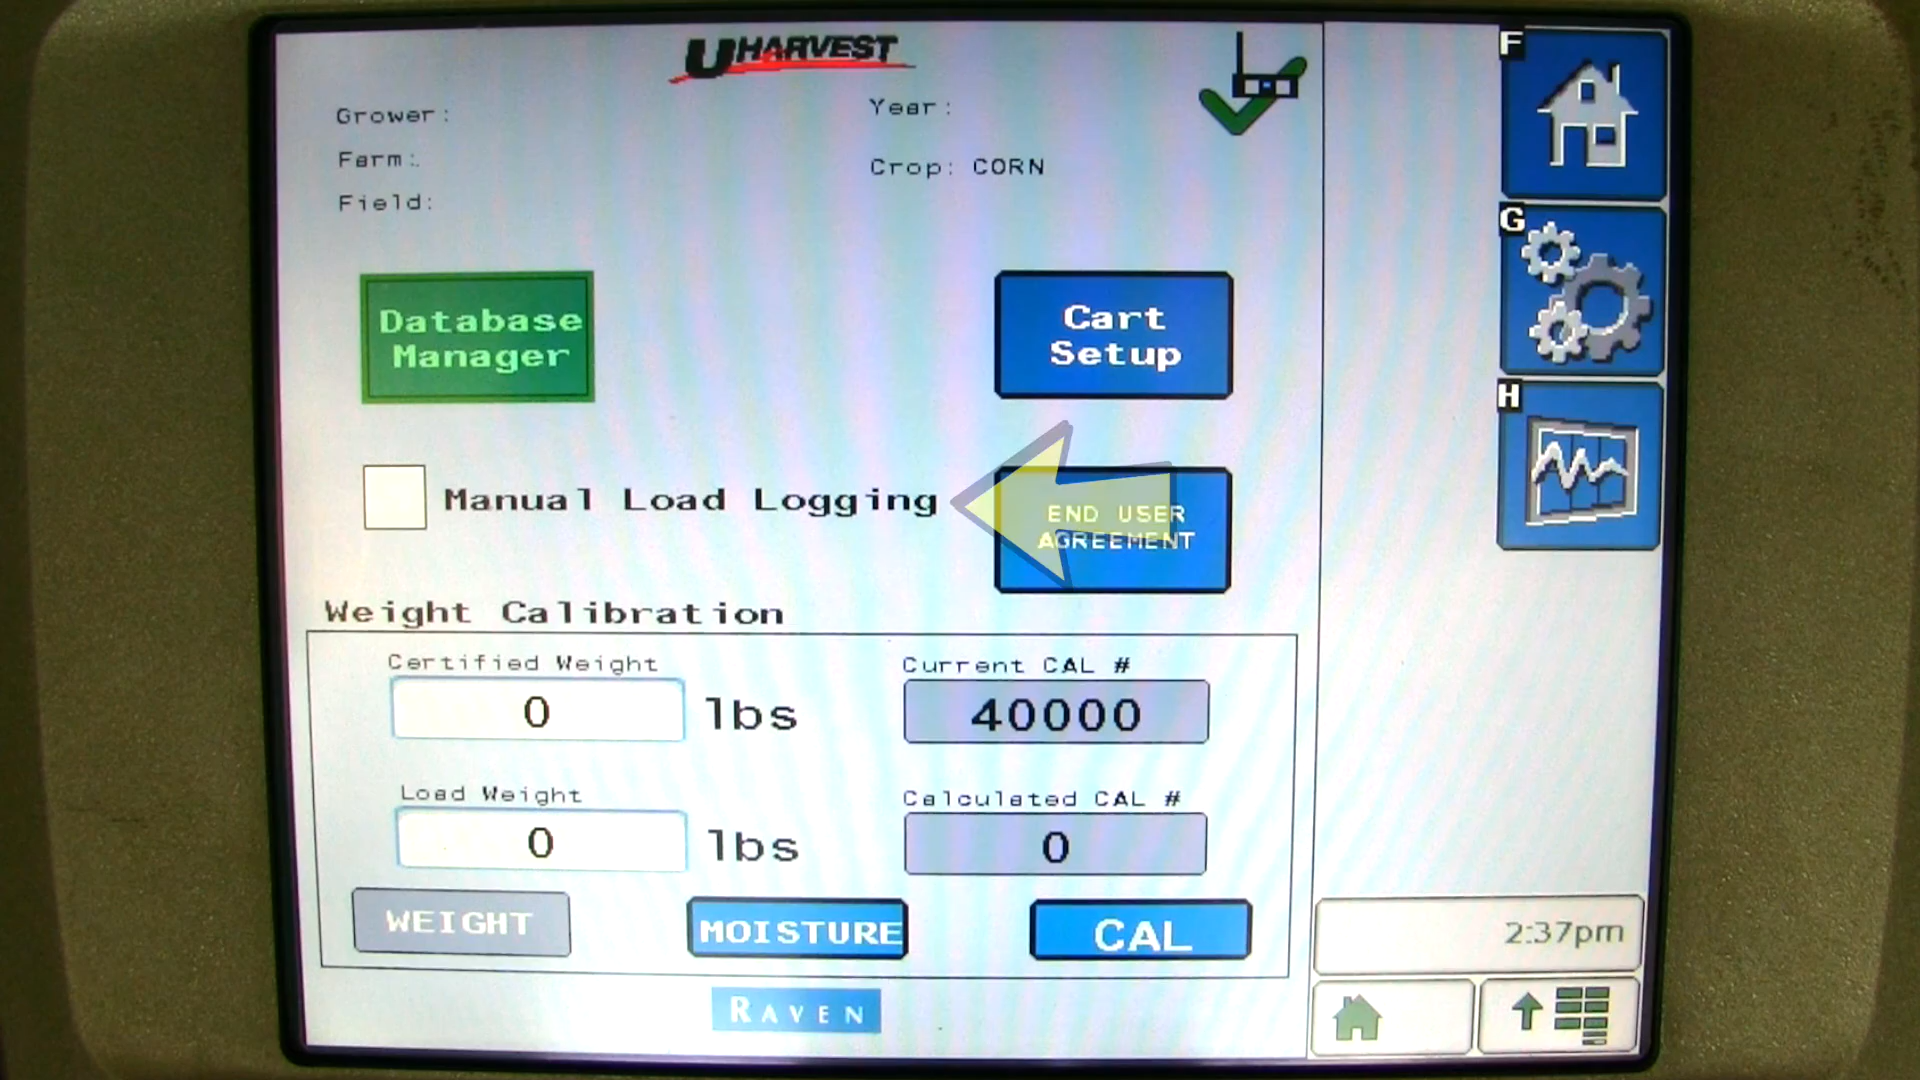 UHARVEST
Grower:
Year:
Farm:
Crop: CORN
Field:
Database
Manager
Cart
Setup
Manual Load Logging
END USER
AGREEMENT
Weight Calibration
Certified Weight
Current CAL #
0 lbs
40000
Load Weight
Calculated CAL #
0 lbs
0
WEIGHT
MOISTURE
CAL
RAVEN
F
G
H
2:37pm